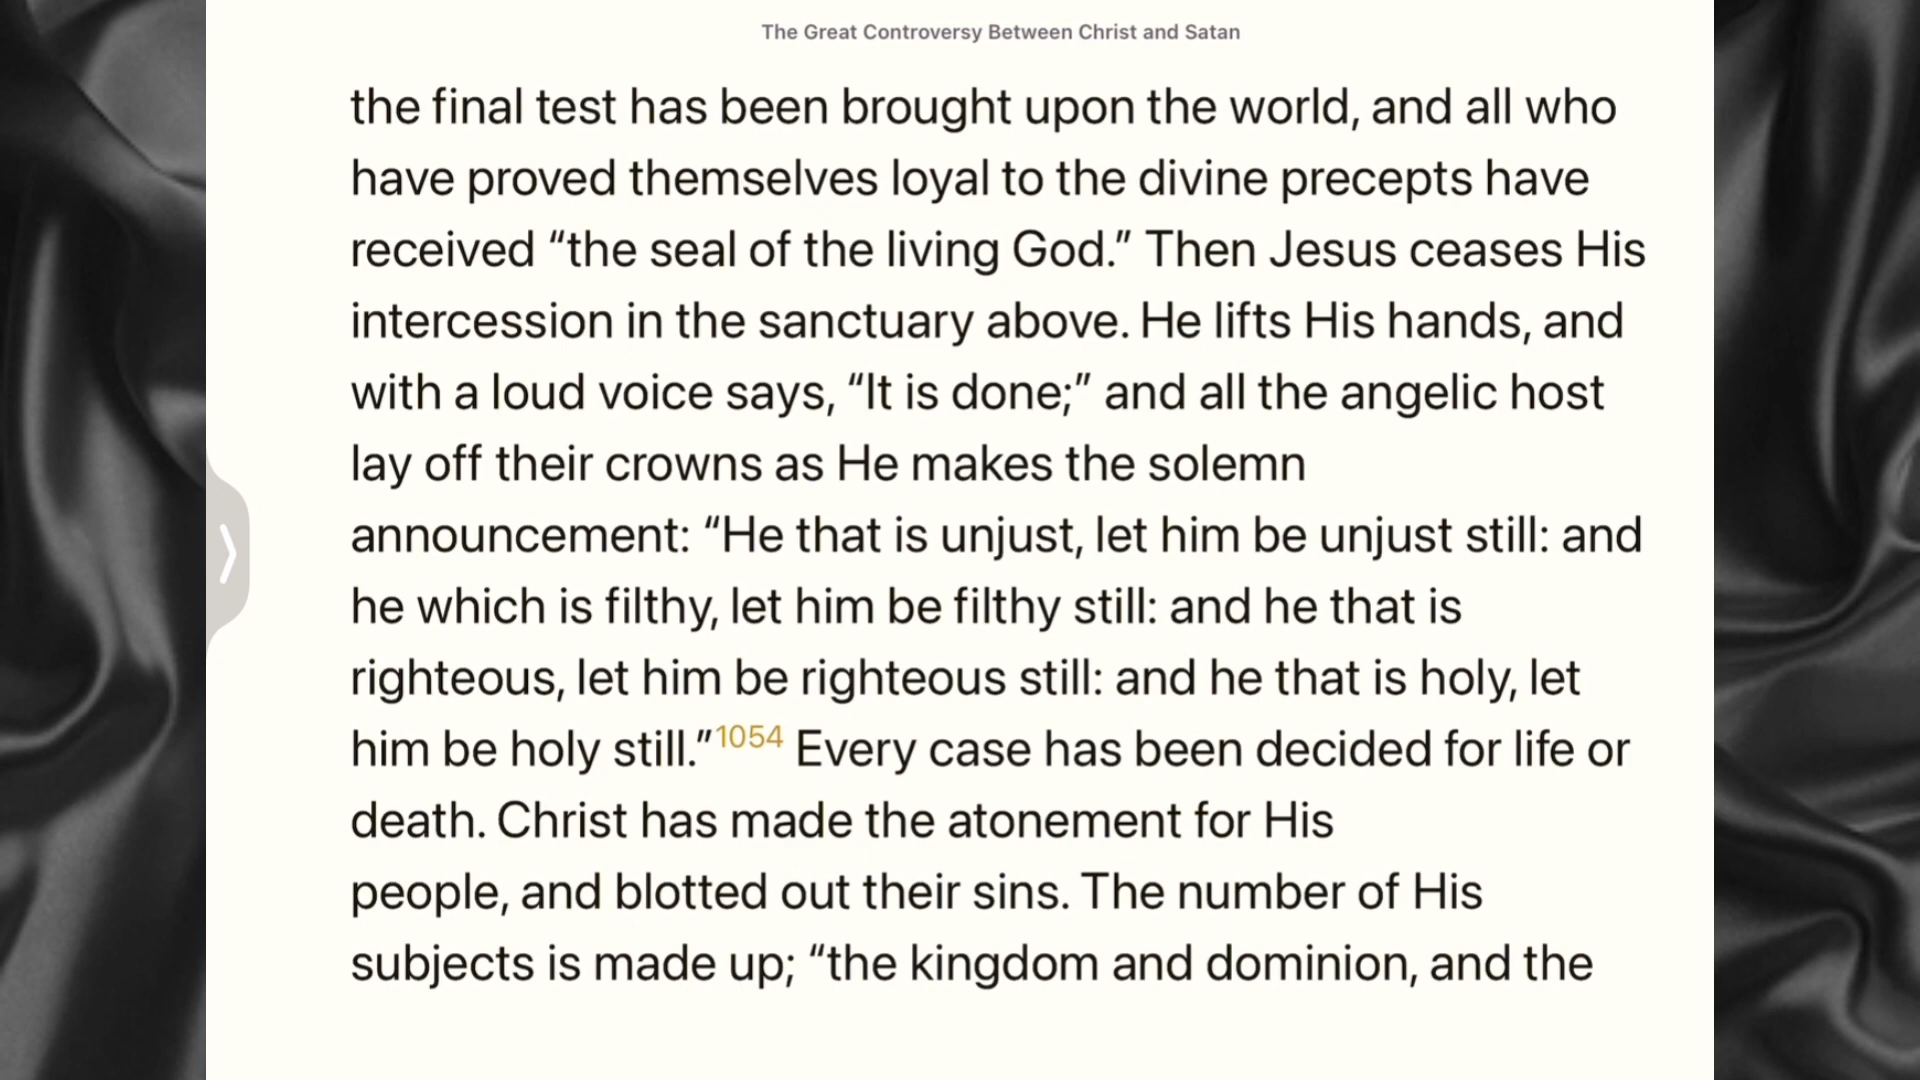 The Great Controversy Between Christ and Satan
the final test has been brought upon the world, and all who
have proved themselves loyal to the divine precepts have
received “the seal of the living God.” Then Jesus ceases His
intercession in the sanctuary above. He lifts His hands, and
with a loud voice says, “It is done;” and all the angelic host
lay off their crowns as He makes the solemn
announcement: “He that is unjust, let him be unjust still: and
he which is filthy, let him be filthy still: and he that is
righteous, let him be righteous still: and he that is holy, let
him be holy still.”1054 Every case has been decided for life or
death. Christ has made the atonement for His
people, and blotted out their sins. The number of His
subjects is made up; “the kingdom and dominion, and the